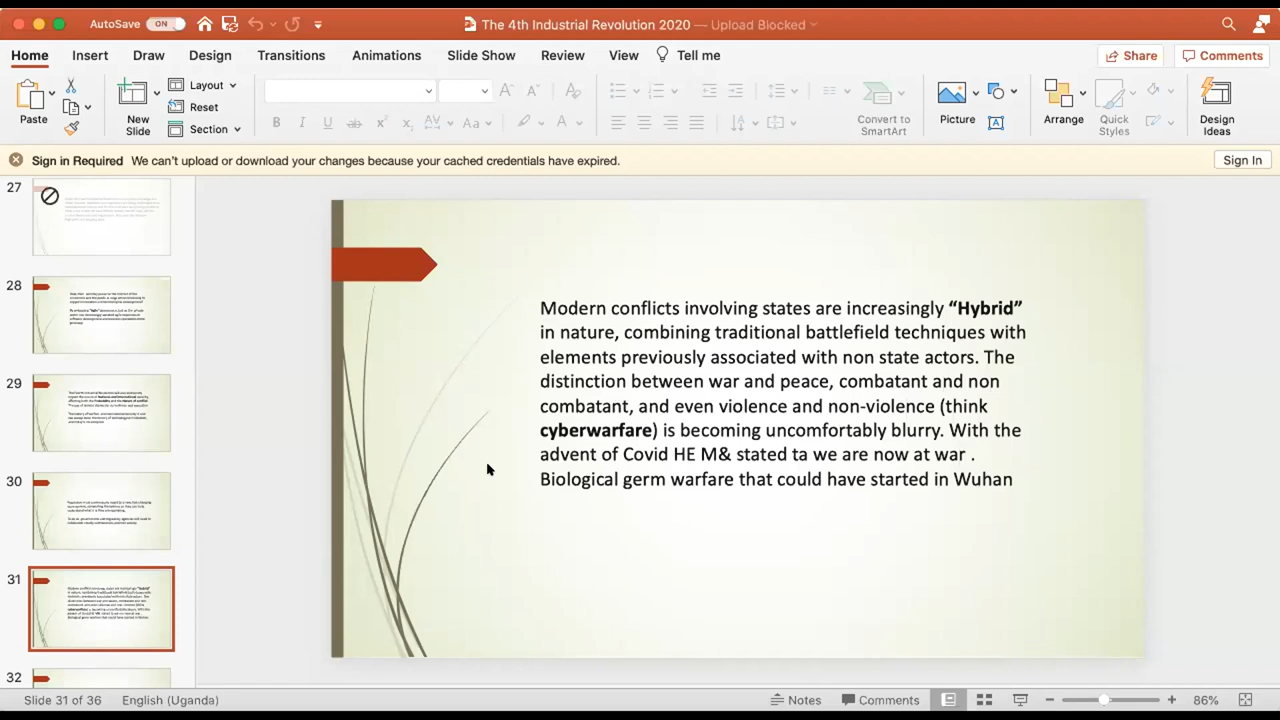 AutoSave ON
The 4th Industrial Revolution 2020 — Upload Blocked
Home Insert Draw Design Transitions Animations Slide Show Review View Tell me
Share Comments
Paste
New Slide
Layout
Reset
Section
Convert to SmartArt
Picture
Arrange
Quick Styles
Design Ideas
Sign in Required We can't upload or download your changes because your cached credentials have expired.
Sign In
27
28
29
30
31
32
Modern conflicts involving states are increasingly “Hybrid”
in nature, combining traditional battlefield techniques with
elements previously associated with non state actors. The
distinction between war and peace, combatant and non
combatant, and even violence and non-violence (think
cyberwarfare) is becoming uncomfortably blurry. With the
advent of Covid HE M& stated ta we are now at war .
Biological germ warfare that could have started in Wuhan
Slide 31 of 36 English (Uganda)
Notes Comments 86%